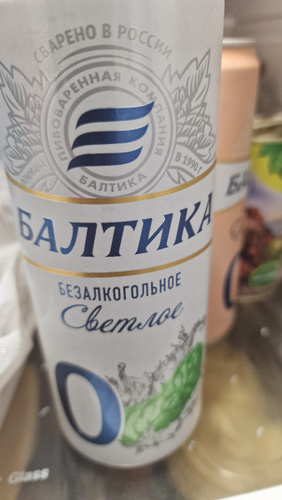 СВАРЕНО В РОССИИ
ПИВОВАРЕННАЯ КОМПАНИЯ
В 1990 Г
БАЛТИКА
БАЛТИКА
БЕЗАЛКОГОЛЬНОЕ
Светлое
0
Glass